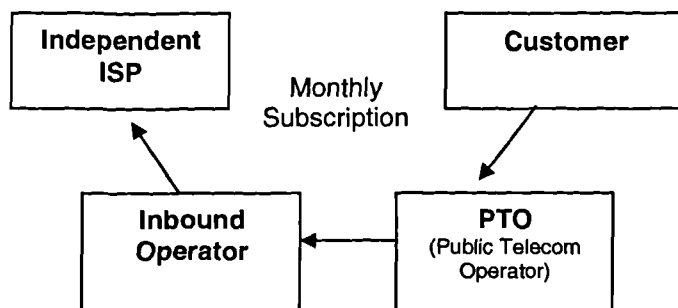 Independent
ISP
Customer
Monthly
Subscription
Inbound
Operator
PTO
(Public Telecom
Operator)